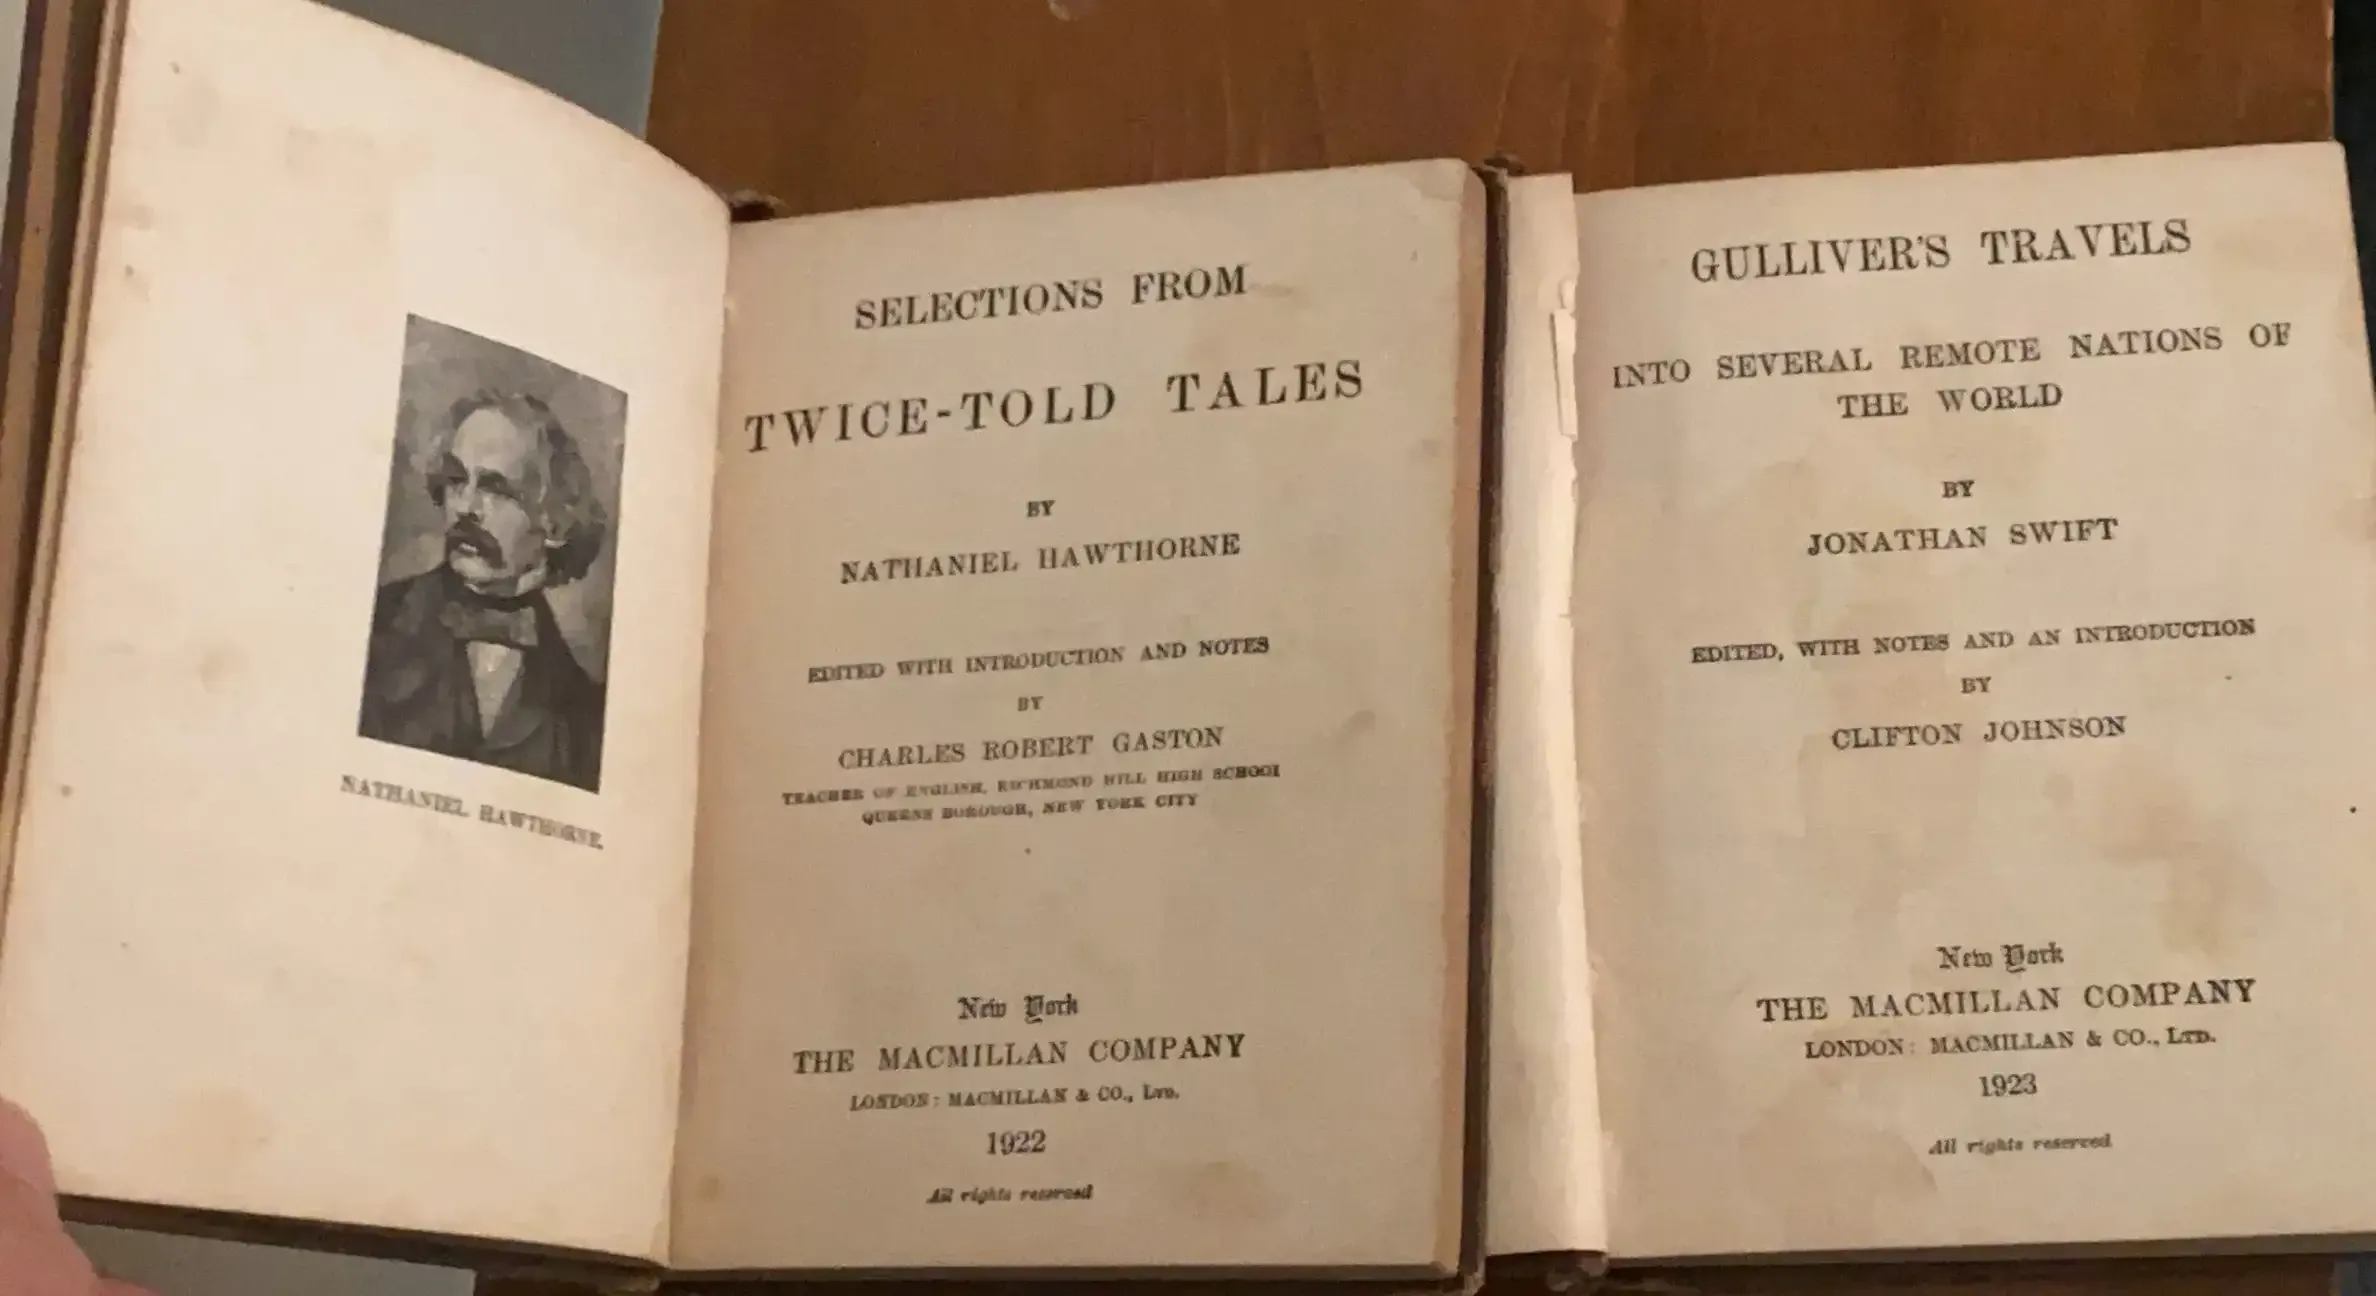 NATHANIEL HAWTHORNE.
SELECTIONS FROM
TWICE-TOLD TALES
BY
NATHANIEL HAWTHORNE
EDITED WITH INTRODUCTION AND NOTES
BY
CHARLES ROBERT GASTON
TEACHER OF ENGLISH, RICHMOND HILL HIGH SCHOOL
QUEENS BOROUGH, NEW YORK CITY
New York
THE MACMILLAN COMPANY
LONDON: MACMILLAN & CO., LTD.
1922
All rights reserved
GULLIVER'S TRAVELS
INTO SEVERAL REMOTE NATIONS OF
THE WORLD
BY
JONATHAN SWIFT
EDITED, WITH NOTES AND AN INTRODUCTION
BY
CLIFTON JOHNSON
New York
THE MACMILLAN COMPANY
LONDON: MACMILLAN & CO., LTD.
1923
All rights reserved